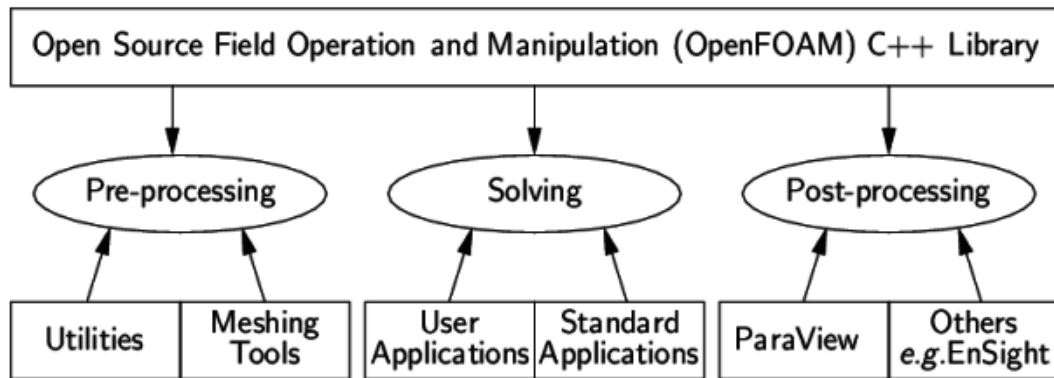 Open Source Field Operation and Manipulation (OpenFOAM) C++ Library
Pre-processing
Solving
Post-processing
Utilities
Meshing
Tools
User
Applications
Standard
Applications
ParaView
Others
e.g.EnSight